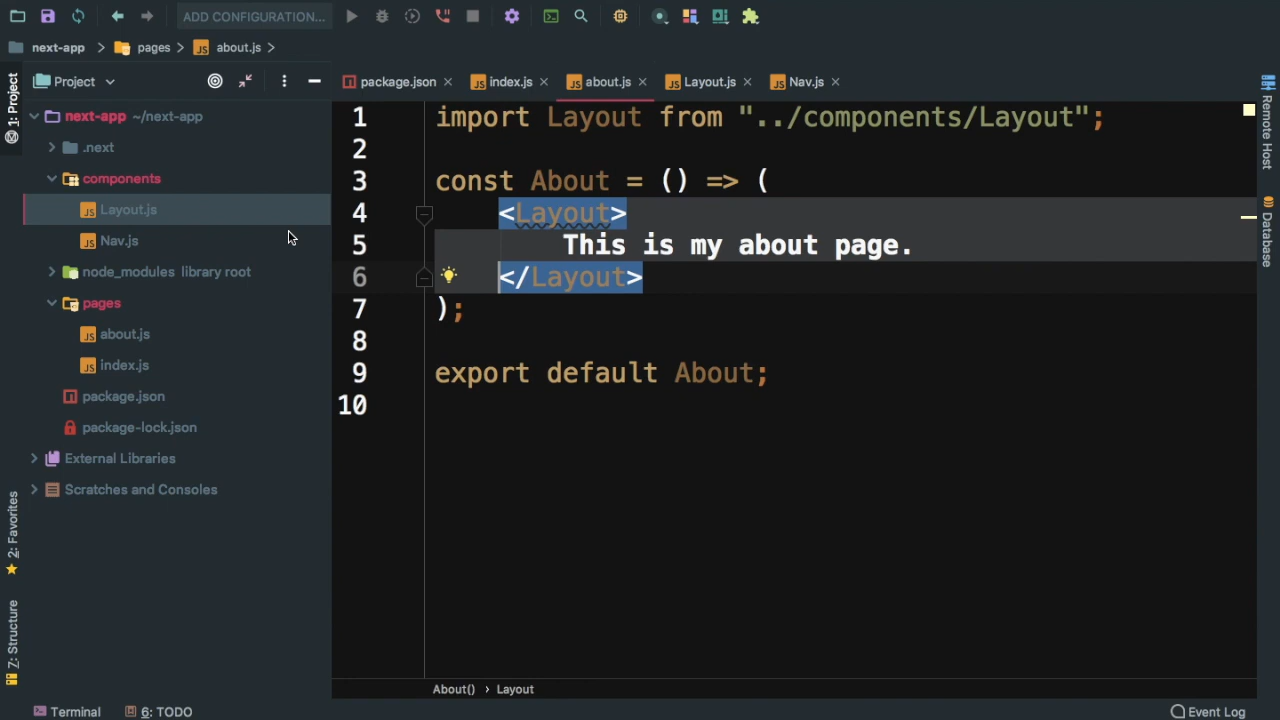 ADD CONFIGURATION...
next-app
pages
about.js
1: Project
Project
package.json
index.js
about.js
Layout.js
Nav.js
next-app ~/next-app
.next
components
Layout.js
Nav.js
node_modules library root
pages
about.js
index.js
package.json
package-lock.json
External Libraries
Scratches and Consoles
2: Favorites
Z: Structure
1 import Layout from "../components/Layout";
2
3 const About = () => (
4 <Layout>
5 This is my about page.
6 </Layout>
7 );
8
9 export default About;
10
About()
Layout
Remote Host
Database
Terminal
6: TODO
Event Log